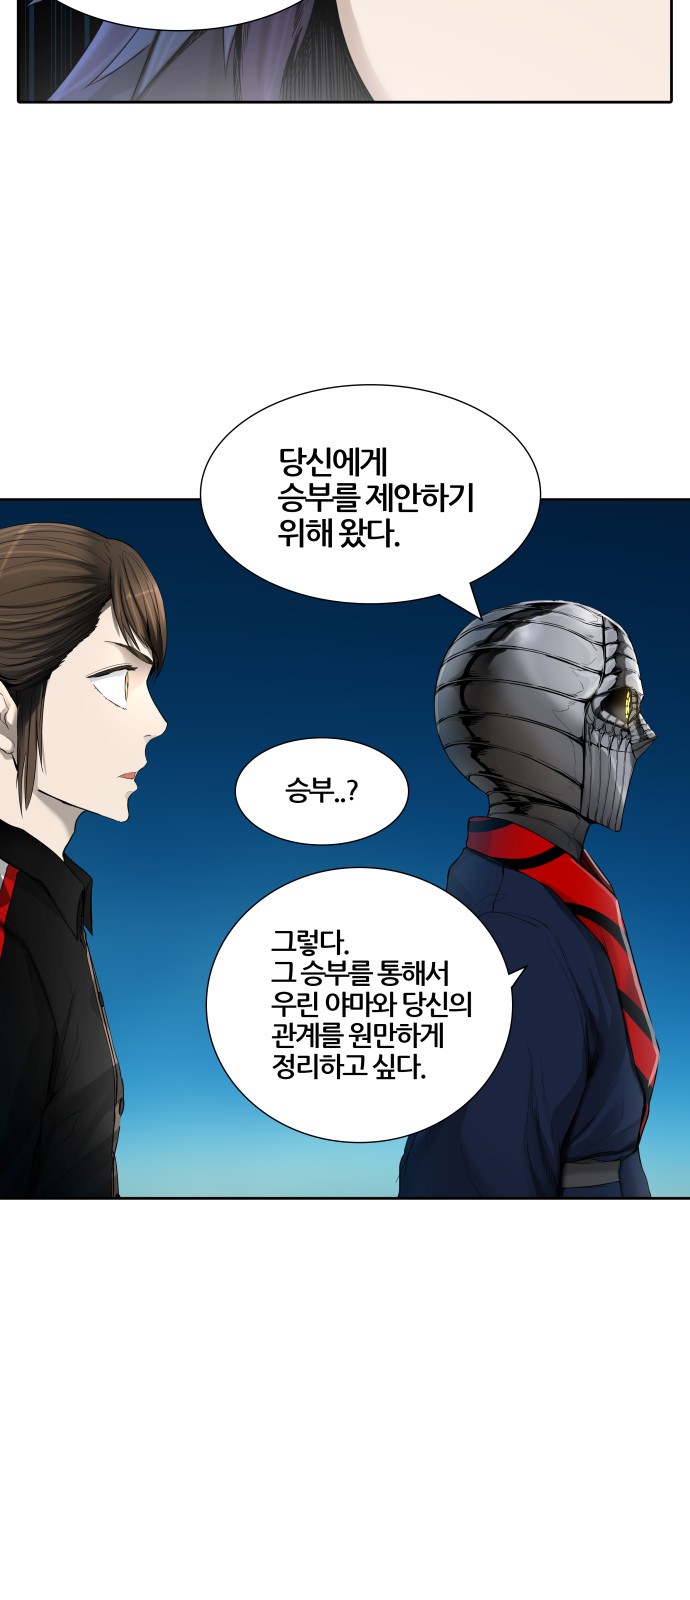 당신에게
승부를 제안하기
위해 왔다.
승부..?
그렇다.
그 승부를 통해서
우린 야마와 당신의
관계를 원만하게
정리하고 싶다.